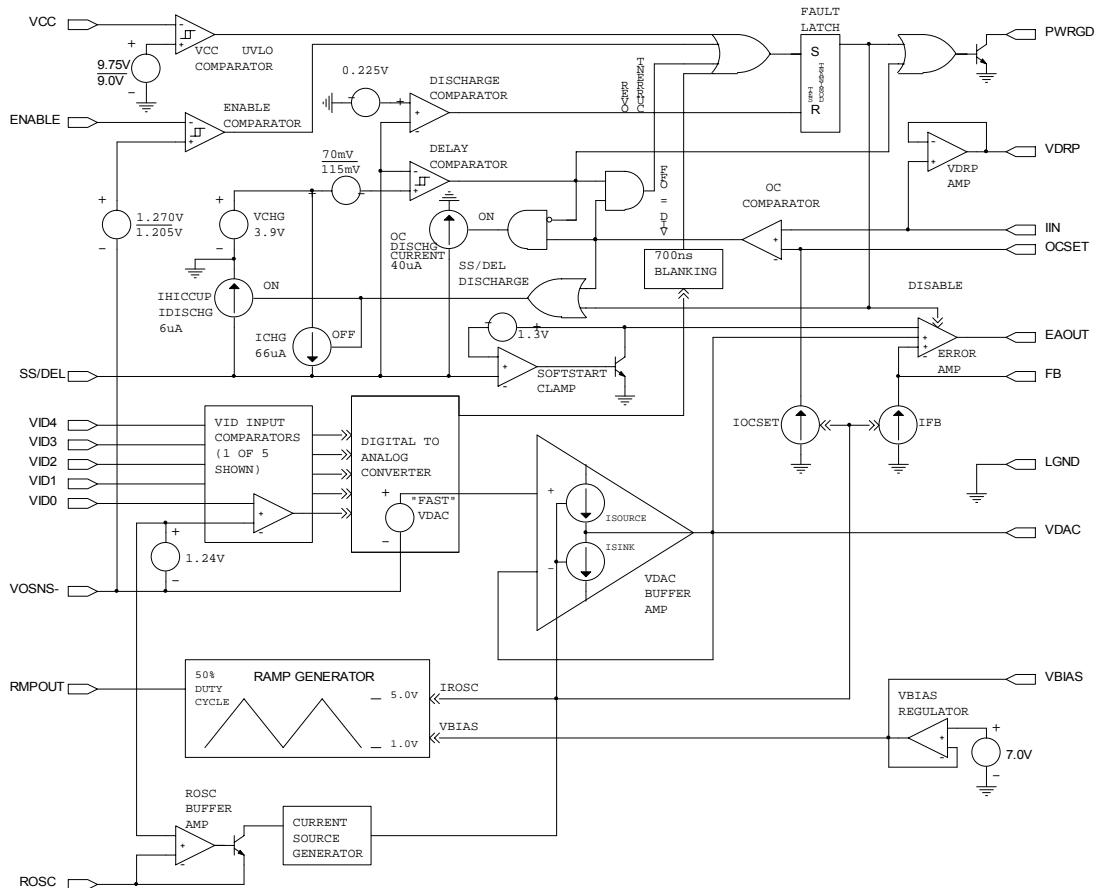 VCC
9.75V
9.0V
VCC UVLO
COMPARATOR
FAULT
LATCH
S
R
PWRGD
0.225V
DISCHARGE
COMPARATOR
ENABLE
ENABLE
COMPARATOR
OVER
CURRENT
70mV
115mV
DELAY
COMPARATOR
VDRP
VDRP
AMP
OC
COMPARATOR
1.270V
1.205V
VCHG
3.9V
ON
OC
DISCHG
CURRENT
40uA
SS/DEL
DISCHARGE
IIN
OCSET
700ns
BLANKING
IHICCUP
IDISCHG
6uA
ON
ICHG
66uA
OFF
DISABLE
1.3V
EAOUT
ERROR
AMP
SS/DEL
SOFTSTART
CLAMP
FB
VID4
VID3
VID2
VID1
VID0
VID INPUT
COMPARATORS
(1 OF 5
SHOWN)
DIGITAL TO
ANALOG
CONVERTER
"FAST"
VDAC
IOCSET
IFB
LGND
ISOURCE
ISINK
VDAC
BUFFER
AMP
VDAC
1.24V
VOSNS-
RMPOUT
50%
DUTY
CYCLE
RAMP GENERATOR
5.0V
1.0V
IROSC
VBIAS
VBIAS
VBIAS
REGULATOR
7.0V
ROSC
BUFFER
AMP
CURRENT
SOURCE
GENERATOR
ROSC